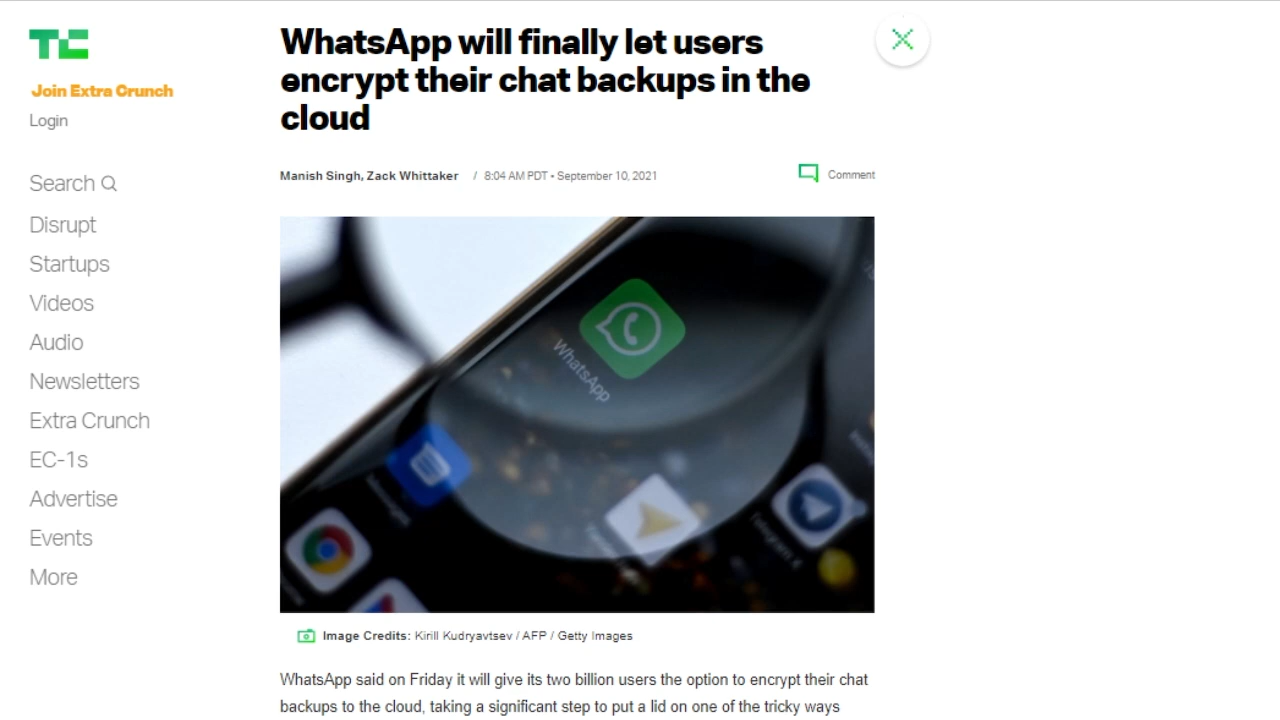 TC
Join Extra Crunch
Login
Search
Disrupt
Startups
Videos
Audio
Newsletters
Extra Crunch
EC-1s
Advertise
Events
More
WhatsApp will finally let users
encrypt their chat backups in the
cloud
Manish Singh, Zack Whittaker / 8:04 AM PDT • September 10, 2021
Comment
WhatsApp
Messages
Telegram X
Image Credits: Kirill Kudryavtsev / AFP / Getty Images
WhatsApp said on Friday it will give its two billion users the option to encrypt their chat
backups to the cloud, taking a significant step to put a lid on one of the tricky ways